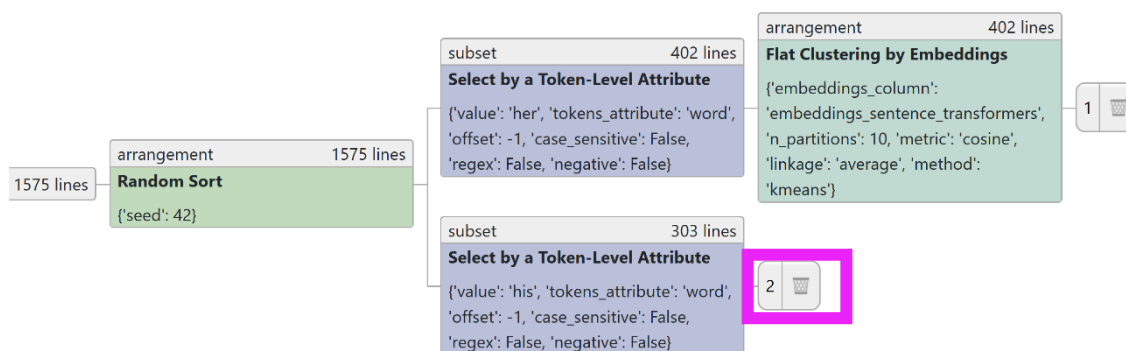 1575 lines
arrangement 1575 lines
Random Sort
{'seed': 42}
subset 402 lines
Select by a Token-Level Attribute
{'value': 'her', 'tokens_attribute': 'word',
'offset': -1, 'case_sensitive': False,
'regex': False, 'negative': False}
arrangement 402 lines
Flat Clustering by Embeddings
{'embeddings_column':
'embeddings_sentence_transformers',
'n_partitions': 10, 'metric': 'cosine',
'linkage': 'average', 'method':
'kmeans'}
1
subset 303 lines
Select by a Token-Level Attribute
{'value': 'his', 'tokens_attribute': 'word',
'offset': -1, 'case_sensitive': False,
'regex': False, 'negative': False}
2